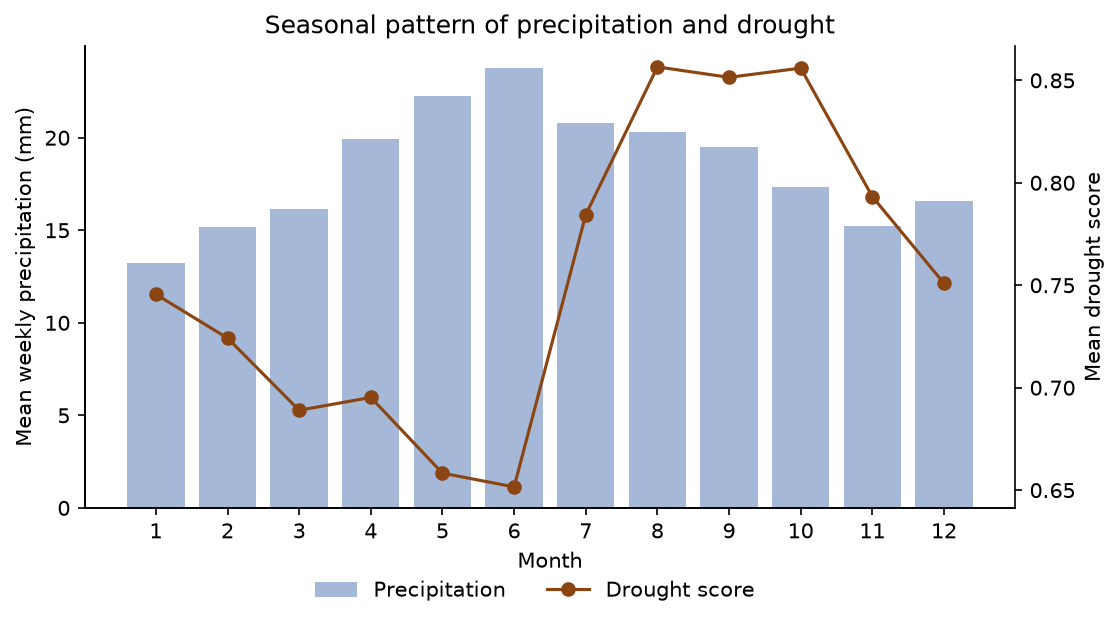 Seasonal pattern of precipitation and drought
Mean weekly precipitation (mm)
20
15
10
5
0
0.85
0.80
0.75
0.70
0.65
Mean drought score
1 2 3 4 5 6 7 8 9 10 11 12
Month
Precipitation Drought score